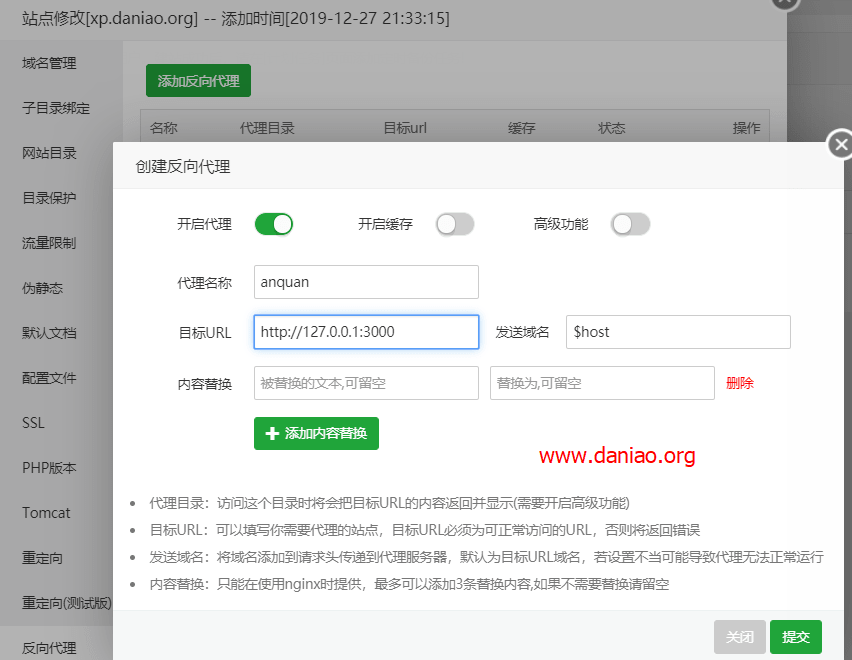 站点修改[xp.daniao.org] -- 添加时间[2019-12-27 21:33:15]
域名管理
子目录绑定
网站目录
目录保护
流量限制
伪静态
默认文档
配置文件
SSL
PHP版本
Tomcat
重定向
重定向(测试版)
反向代理
添加反向代理
名称 代理目录 目标url 缓存 状态 操作
创建反向代理
开启代理 开启缓存 高级功能
代理名称 anquan
目标URL http://127.0.0.1:3000 发送域名 $host
内容替换 被替换的文本,可留空 替换为,可留空 删除
添加内容替换
www.daniao.org
代理目录：访问这个目录时将会把目标URL的内容返回并显示(需要开启高级功能)
目标URL：可以填写你需要代理的站点，目标URL必须为可正常访问的URL，否则将返回错误
发送域名：将域名添加到请求头传递到代理服务器，默认为目标URL域名，若设置不当可能导致代理无法正常运行
内容替换：只能在使用nginx时提供，最多可以添加3条替换内容,如果不需要替换请留空
关闭 提交